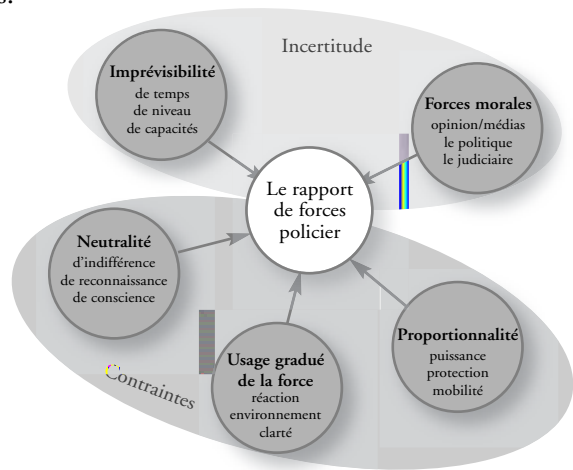 s.
Incertitude
Imprévisibilité
de temps
de niveau
de capacités
Forces morales
opinion/médias
le politique
le judiciaire
Le rapport
de forces
policier
Neutralité
d'indifférence
de reconnaissance
de conscience
Proportionnalité
puissance
protection
mobilité
Usage gradué
de la force
réaction
environnement
clarté
Contraintes